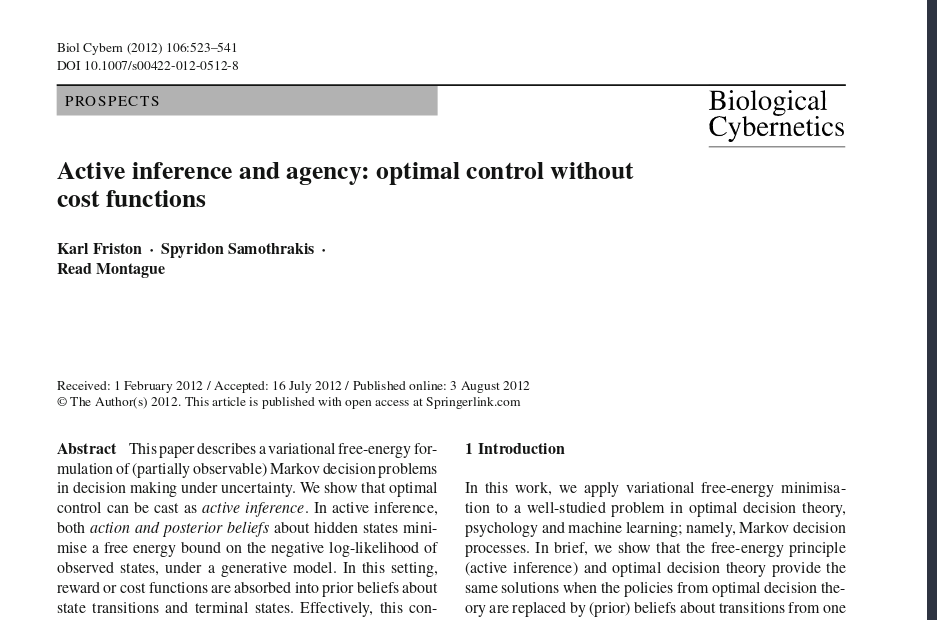 Biol Cybern (2012) 106:523–541
DOI 10.1007/s00422-012-0512-8
PROSPECTS
Biological
Cybernetics
Active inference and agency: optimal control without
cost functions
Karl Friston · Spyridon Samothrakis ·
Read Montague
Received: 1 February 2012 / Accepted: 16 July 2012 / Published online: 3 August 2012
© The Author(s) 2012. This article is published with open access at Springerlink.com
Abstract This paper describes a variational free-energy for-
mulation of (partially observable) Markov decision problems
in decision making under uncertainty. We show that optimal
control can be cast as active inference. In active inference,
both action and posterior beliefs about hidden states mini-
mise a free energy bound on the negative log-likelihood of
observed states, under a generative model. In this setting,
reward or cost functions are absorbed into prior beliefs about
state transitions and terminal states. Effectively, this con-
1 Introduction
In this work, we apply variational free-energy minimisa-
tion to a well-studied problem in optimal decision theory,
psychology and machine learning; namely, Markov decision
processes. In brief, we show that the free-energy principle
(active inference) and optimal decision theory provide the
same solutions when the policies from optimal decision the-
ory are replaced by (prior) beliefs about transitions from one